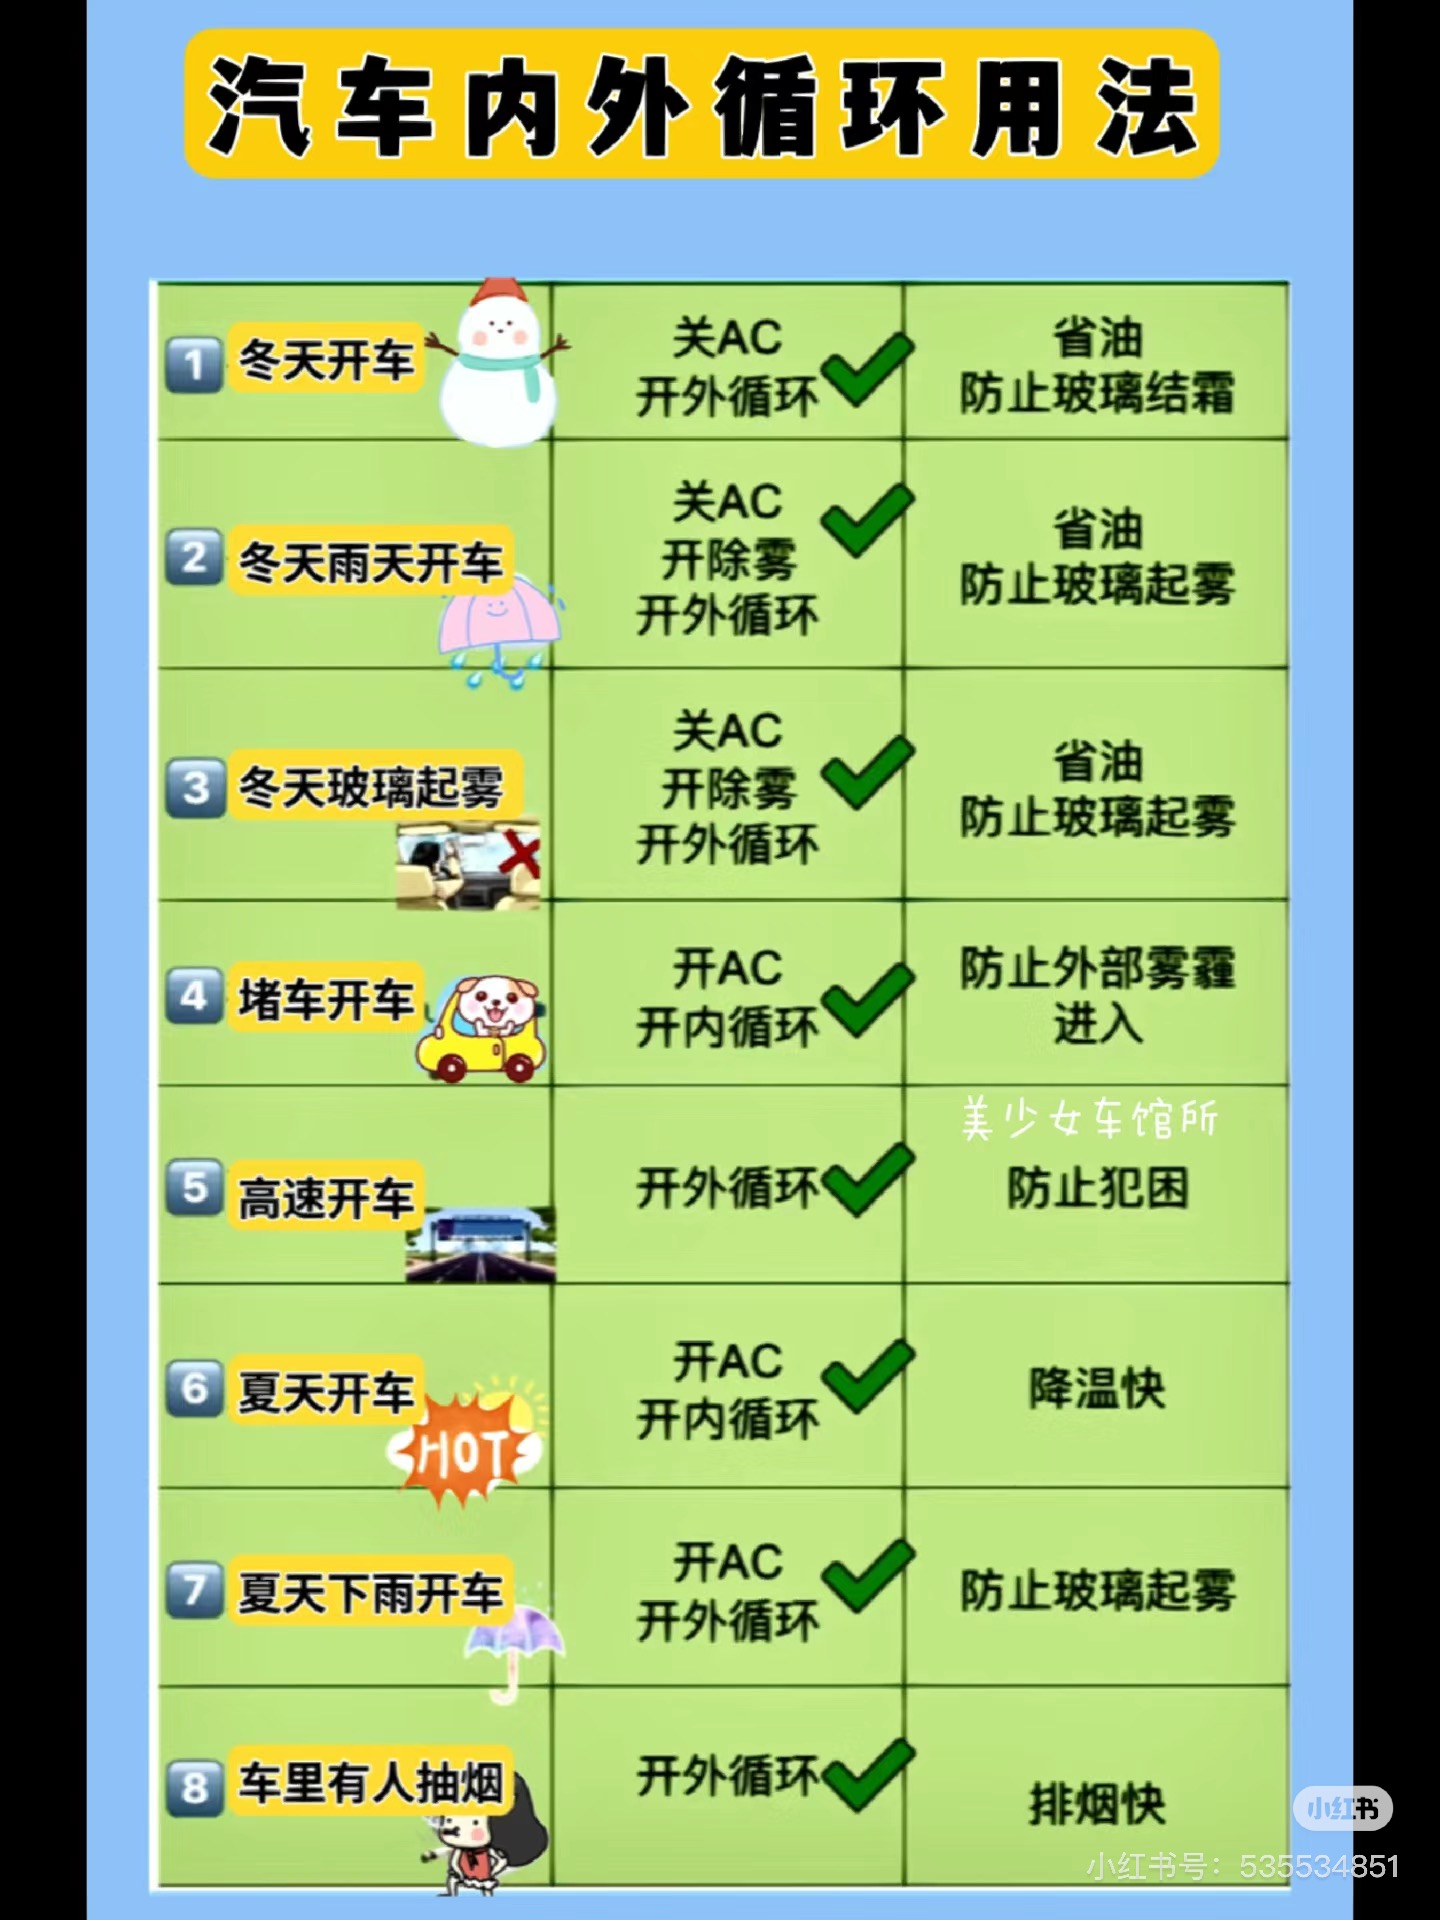 汽车内外循环用法
1 冬天开车
关AC
开外循环
省油
防止玻璃结霜
2 冬天雨天开车
关AC
开除雾
开外循环
省油
防止玻璃起雾
3 冬天玻璃起雾
关AC
开除雾
开外循环
省油
防止玻璃起雾
4 堵车开车
开AC
开内循环
防止外部雾霾
进入
美少女车馆所
5 高速开车
开外循环
防止犯困
6 夏天开车
HOT
开AC
开内循环
降温快
7 夏天下雨开车
开AC
开外循环
防止玻璃起雾
8 车里有人抽烟
开外循环
排烟快
小红书
小红书号：535534851